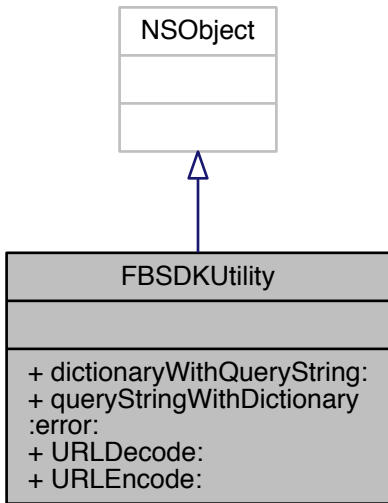 NSObject
FBSDKUtility
+ dictionaryWithQueryString:
+ queryStringWithDictionary
:error:
+ URLDecode:
+ URLEncode: